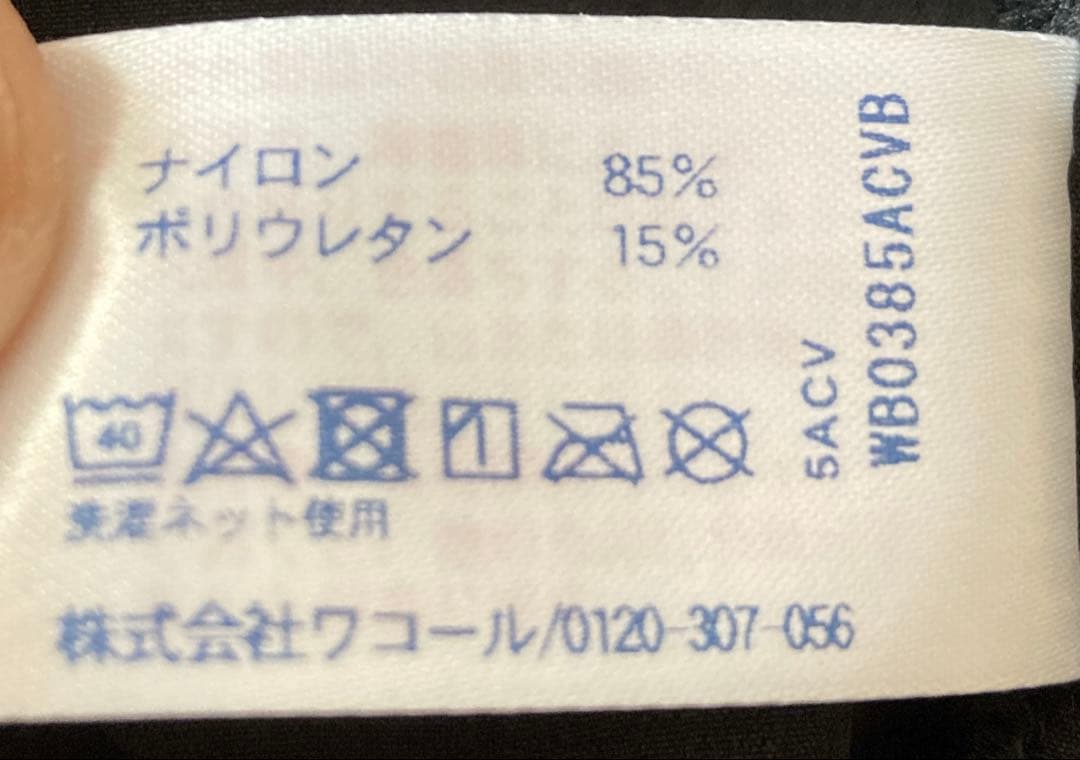 ナイロン 85%
ポリウレタン 15%
40
洗濯ネット使用
株式会社ワコール/0120-307-056
5ACV
WB0385ACVB